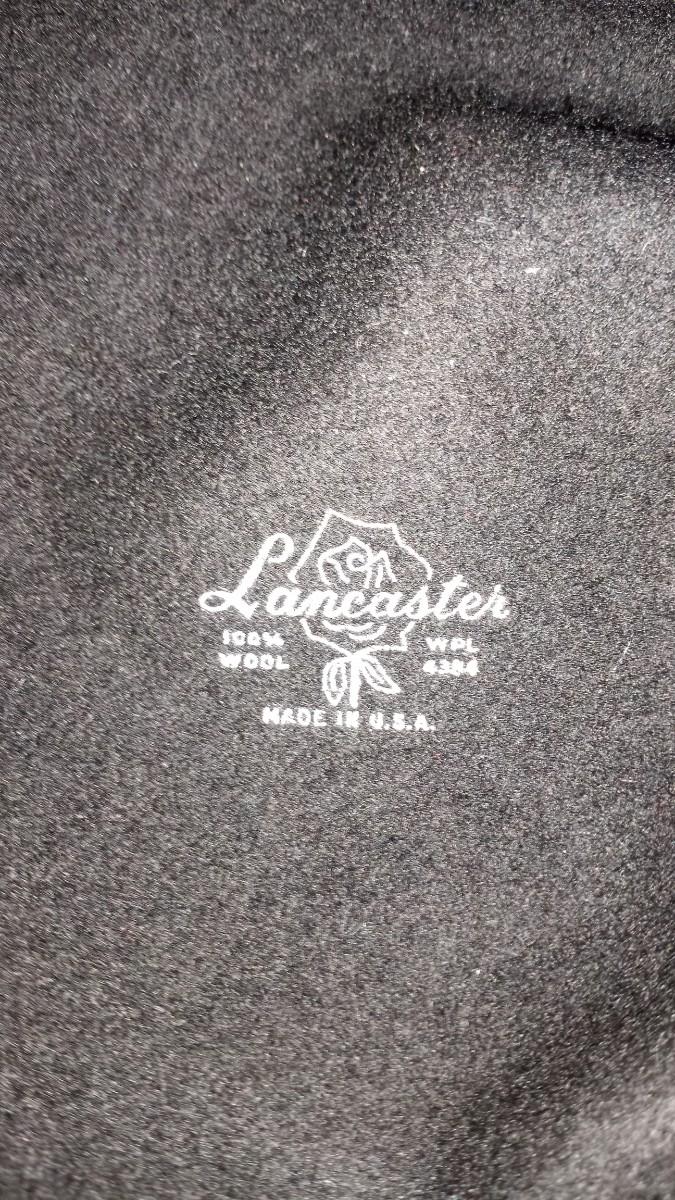 Lancaster
100% WPL
WOOL 4384
MADE IN U.S.A.